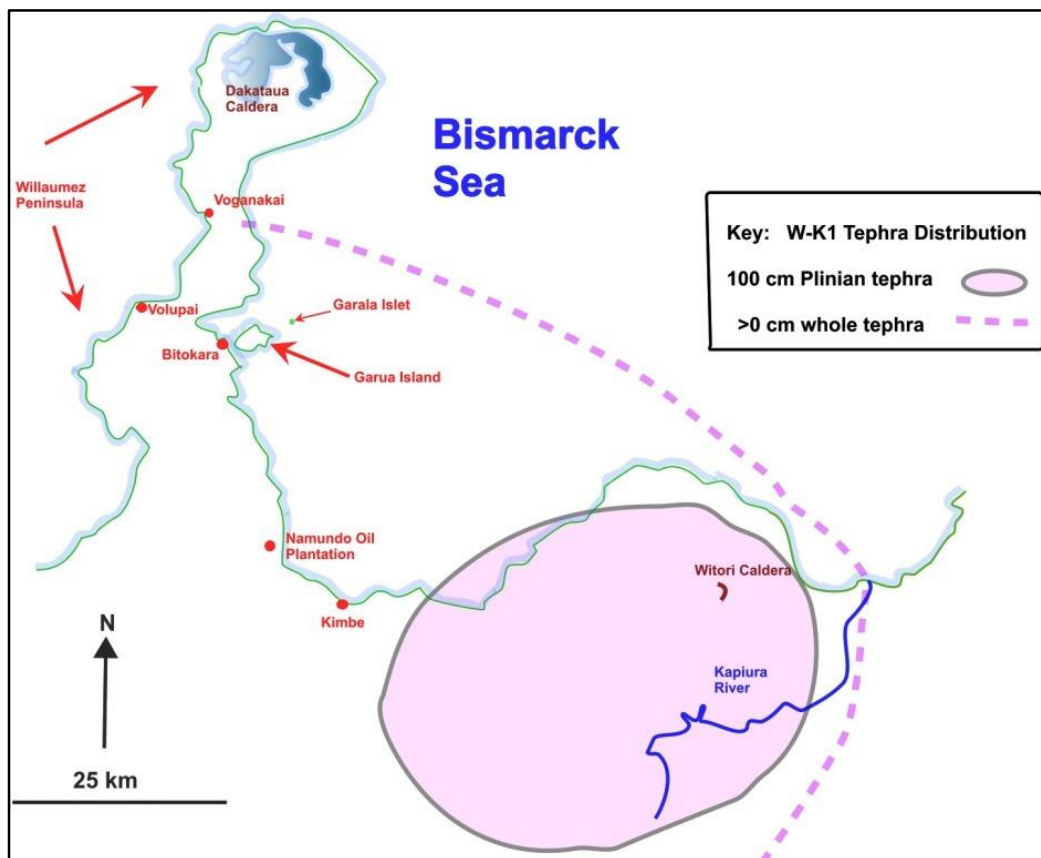 Dakataua
Caldera
Bismarck
Sea
Willaumez
Peninsula
Voganakai
Key: W-K1 Tephra Distribution
100 cm Plinian tephra
>0 cm whole tephra
Volupai
Garala Islet
Bitokara
Garua Island
Namundo Oil
Plantation
Witori Caldera
Kimbe
N
Kapiura
River
25 km